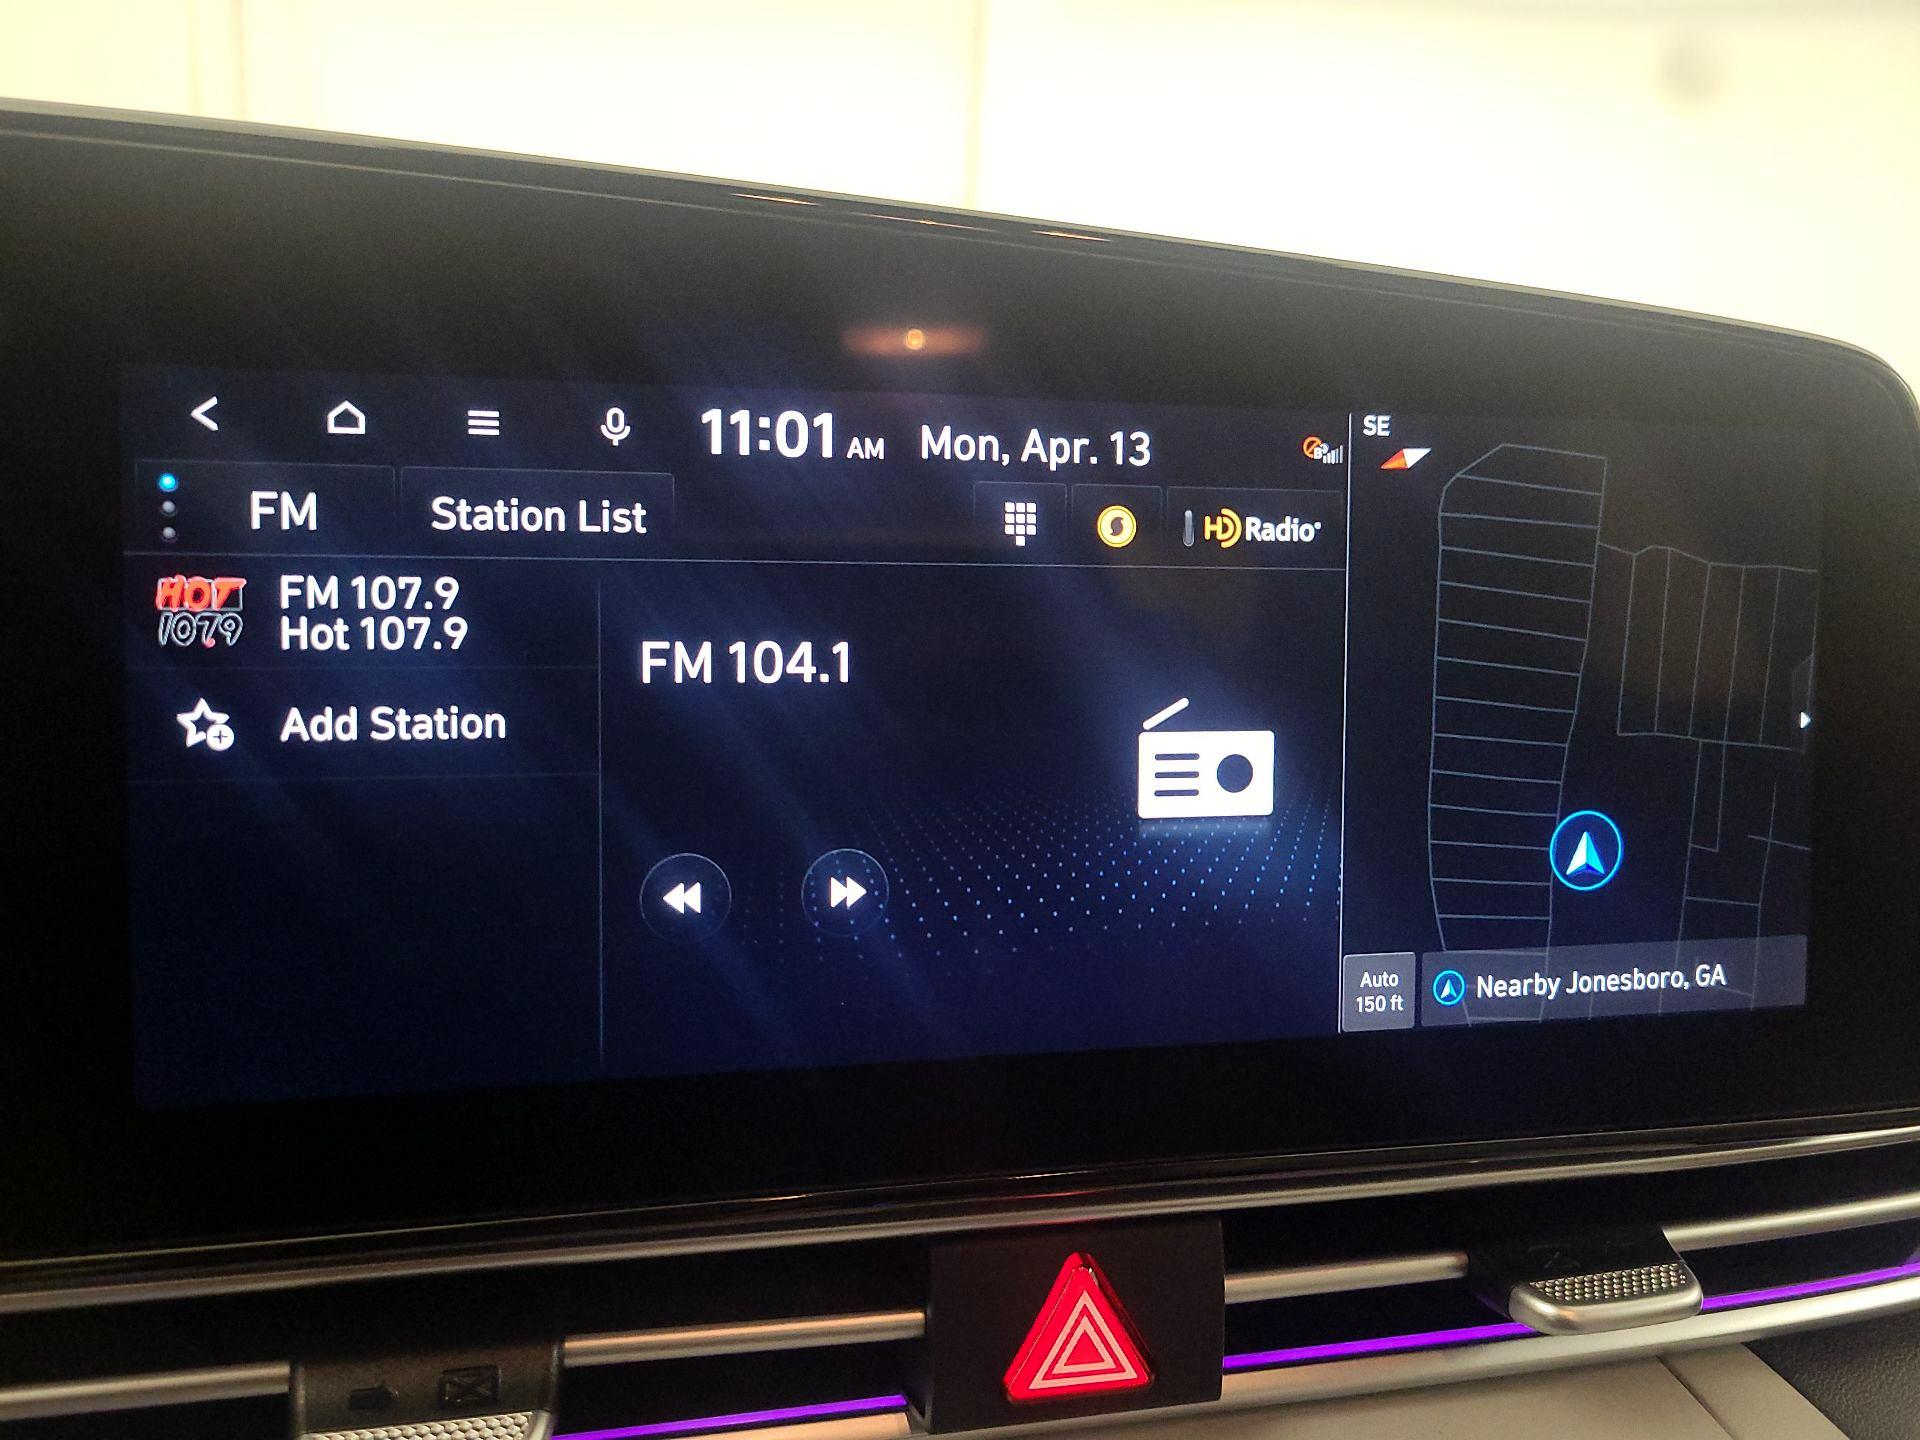 11:01 AM Mon, Apr. 13
FM
Station List
HD Radio
HOT
1079
FM 107.9
Hot 107.9
Add Station
FM 104.1
SE
Auto
150 ft
Nearby Jonesboro, GA